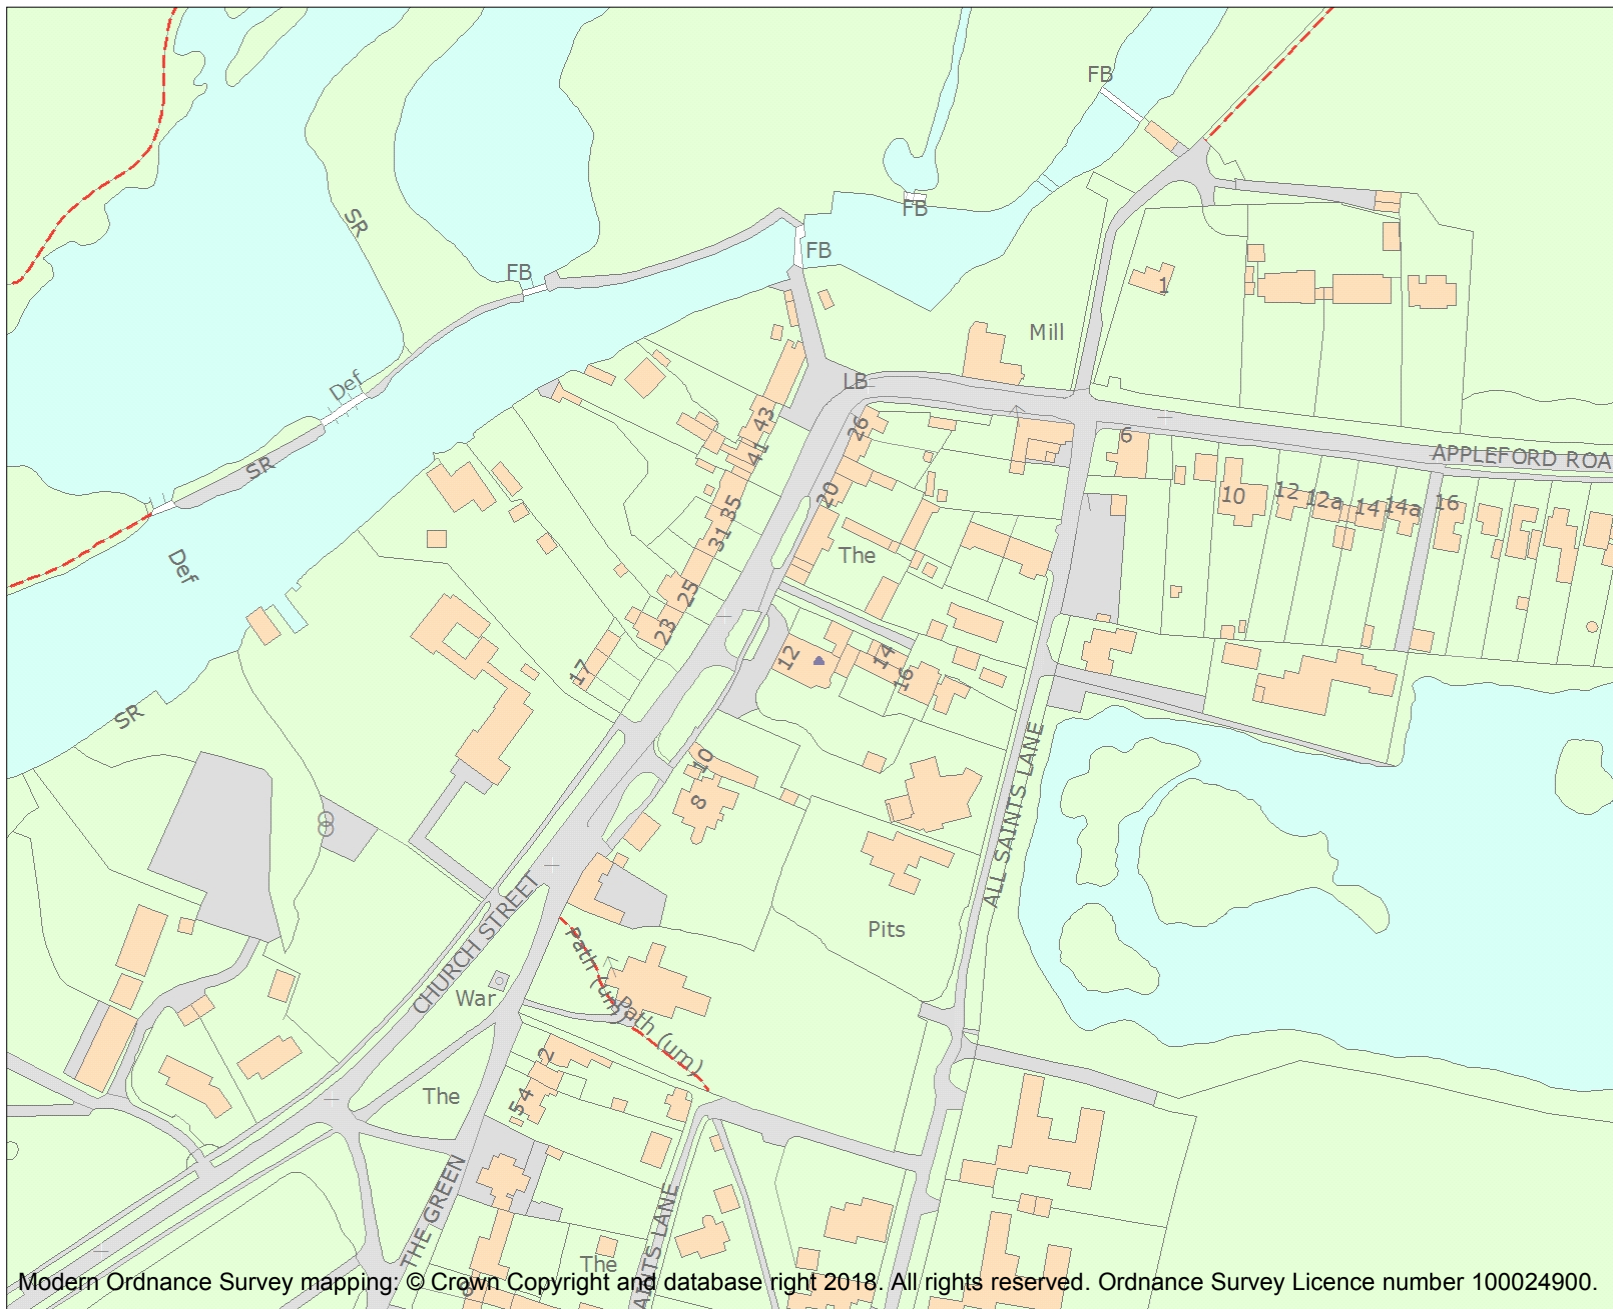 FB
SR
FB
FB
FB
1
Mill
Def
LB
43
26
6
41
APPLEFORD ROA
SR
20
35
10
12
12a
14
14a
16
31
The
Def
25
23
12
14
17
16
SR
10
8
ALL SAINTS LANE
CHURCH STREET
Pits
Path (um)
War
Path (um)
2
The
4
5
THE GREEN
AINTS LANE
The
Modern Ordnance Survey mapping: © Crown Copyright and database right 2018. All rights reserved. Ordnance Survey Licence number 100024900.